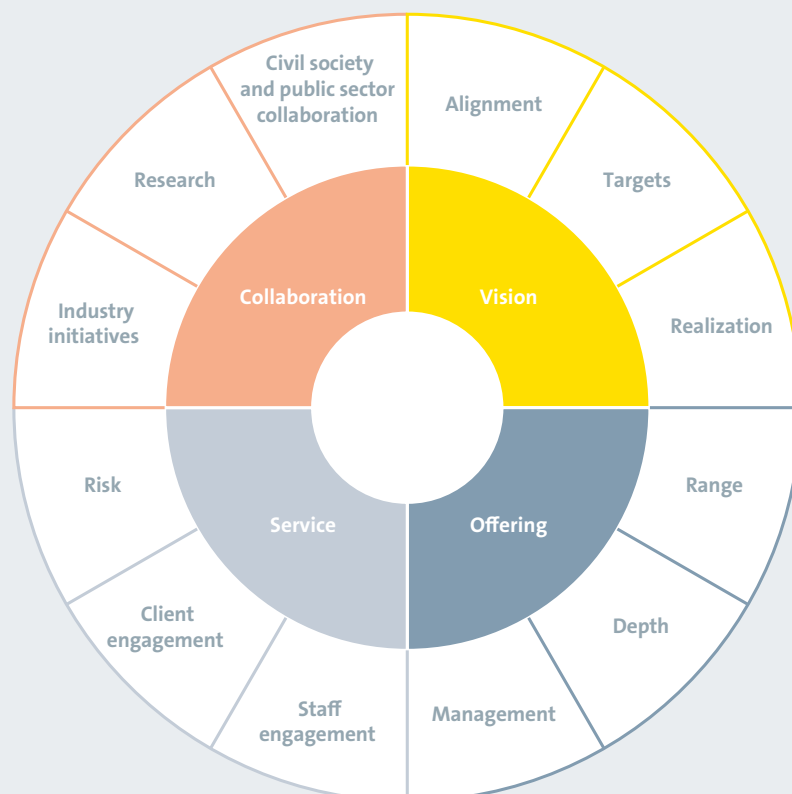 Civil society
and public sector
collaboration
Alignment
Research
Targets
Collaboration
Vision
Industry
initiatives
Realization
Risk
Range
Service
Offering
Client
engagement
Depth
Staff
engagement
Management